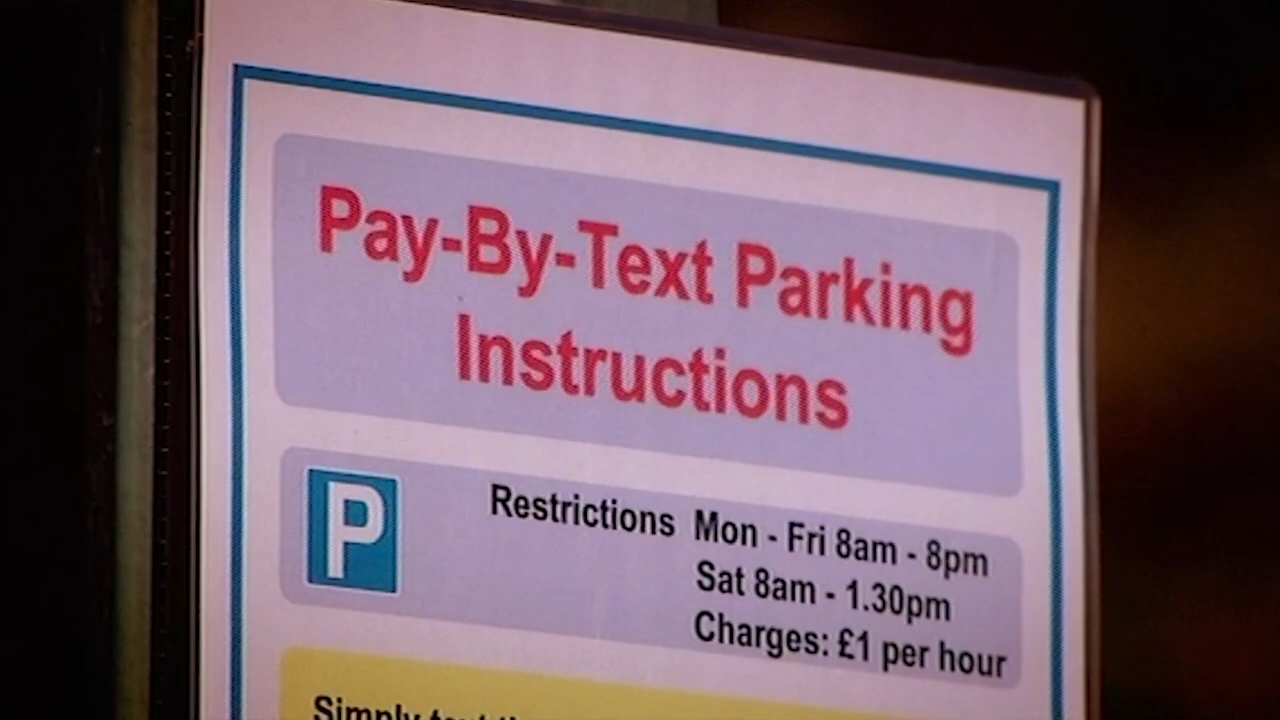 Pay-By-Text Parking
Instructions
P
Restrictions Mon - Fri 8am - 8pm
Sat 8am - 1.30pm
Charges: £1 per hour
Simply